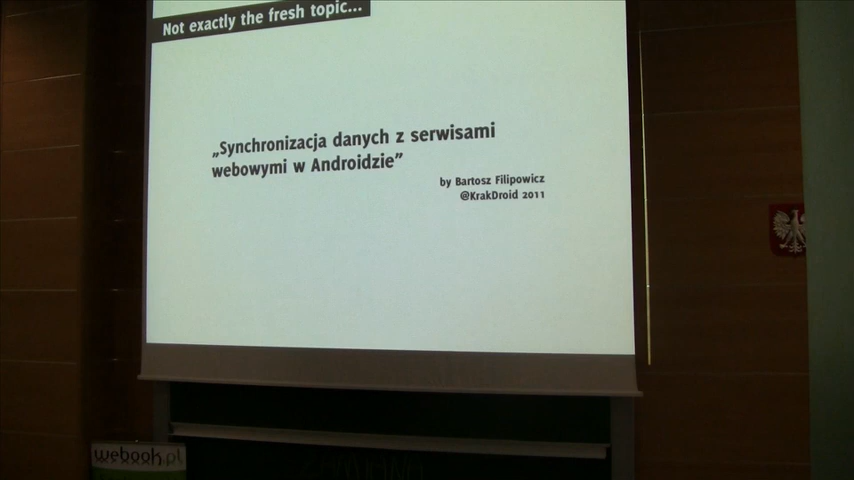 Not exactly the fresh topic...
„Synchronizacja danych z serwisami
webowymi w Androidzie”
by Bartosz Filipowicz
@KrakDroid 2011
webook.pl